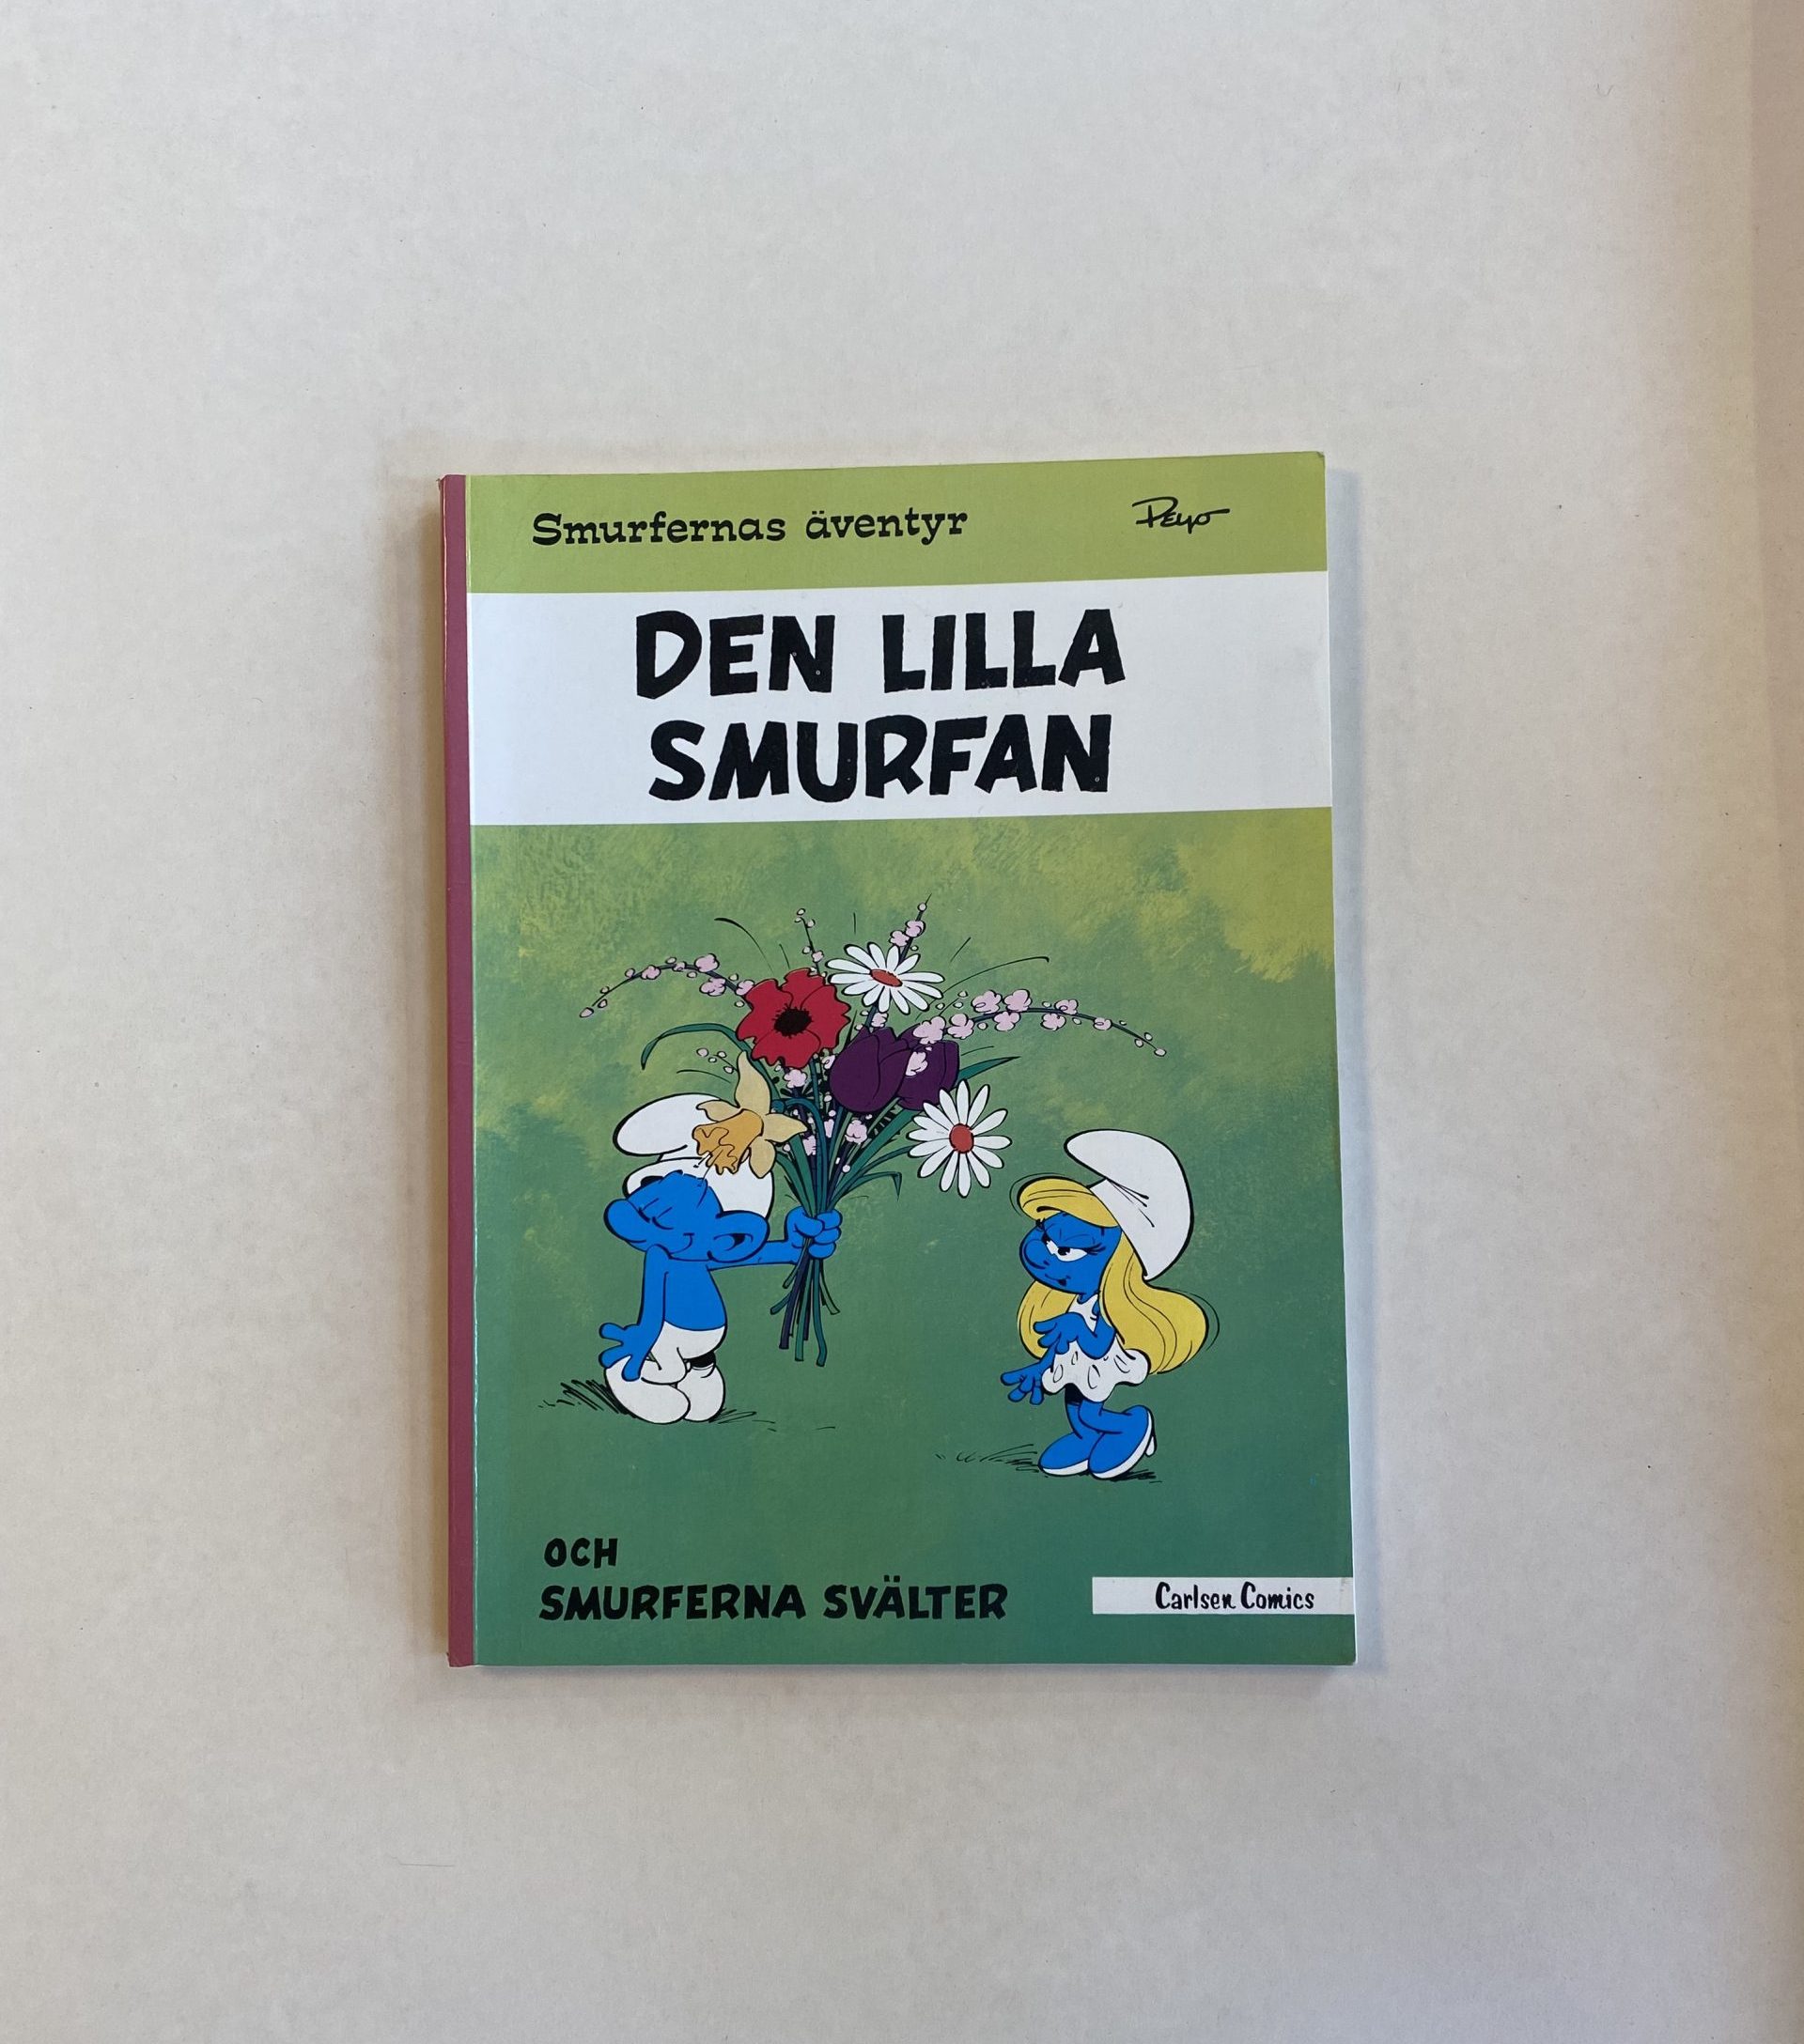 Smurfernas äventyr
Peyo
DEN LILLA
SMURFAN
OCH
SMURFERNA SVÄLTER
Carlsen Comics